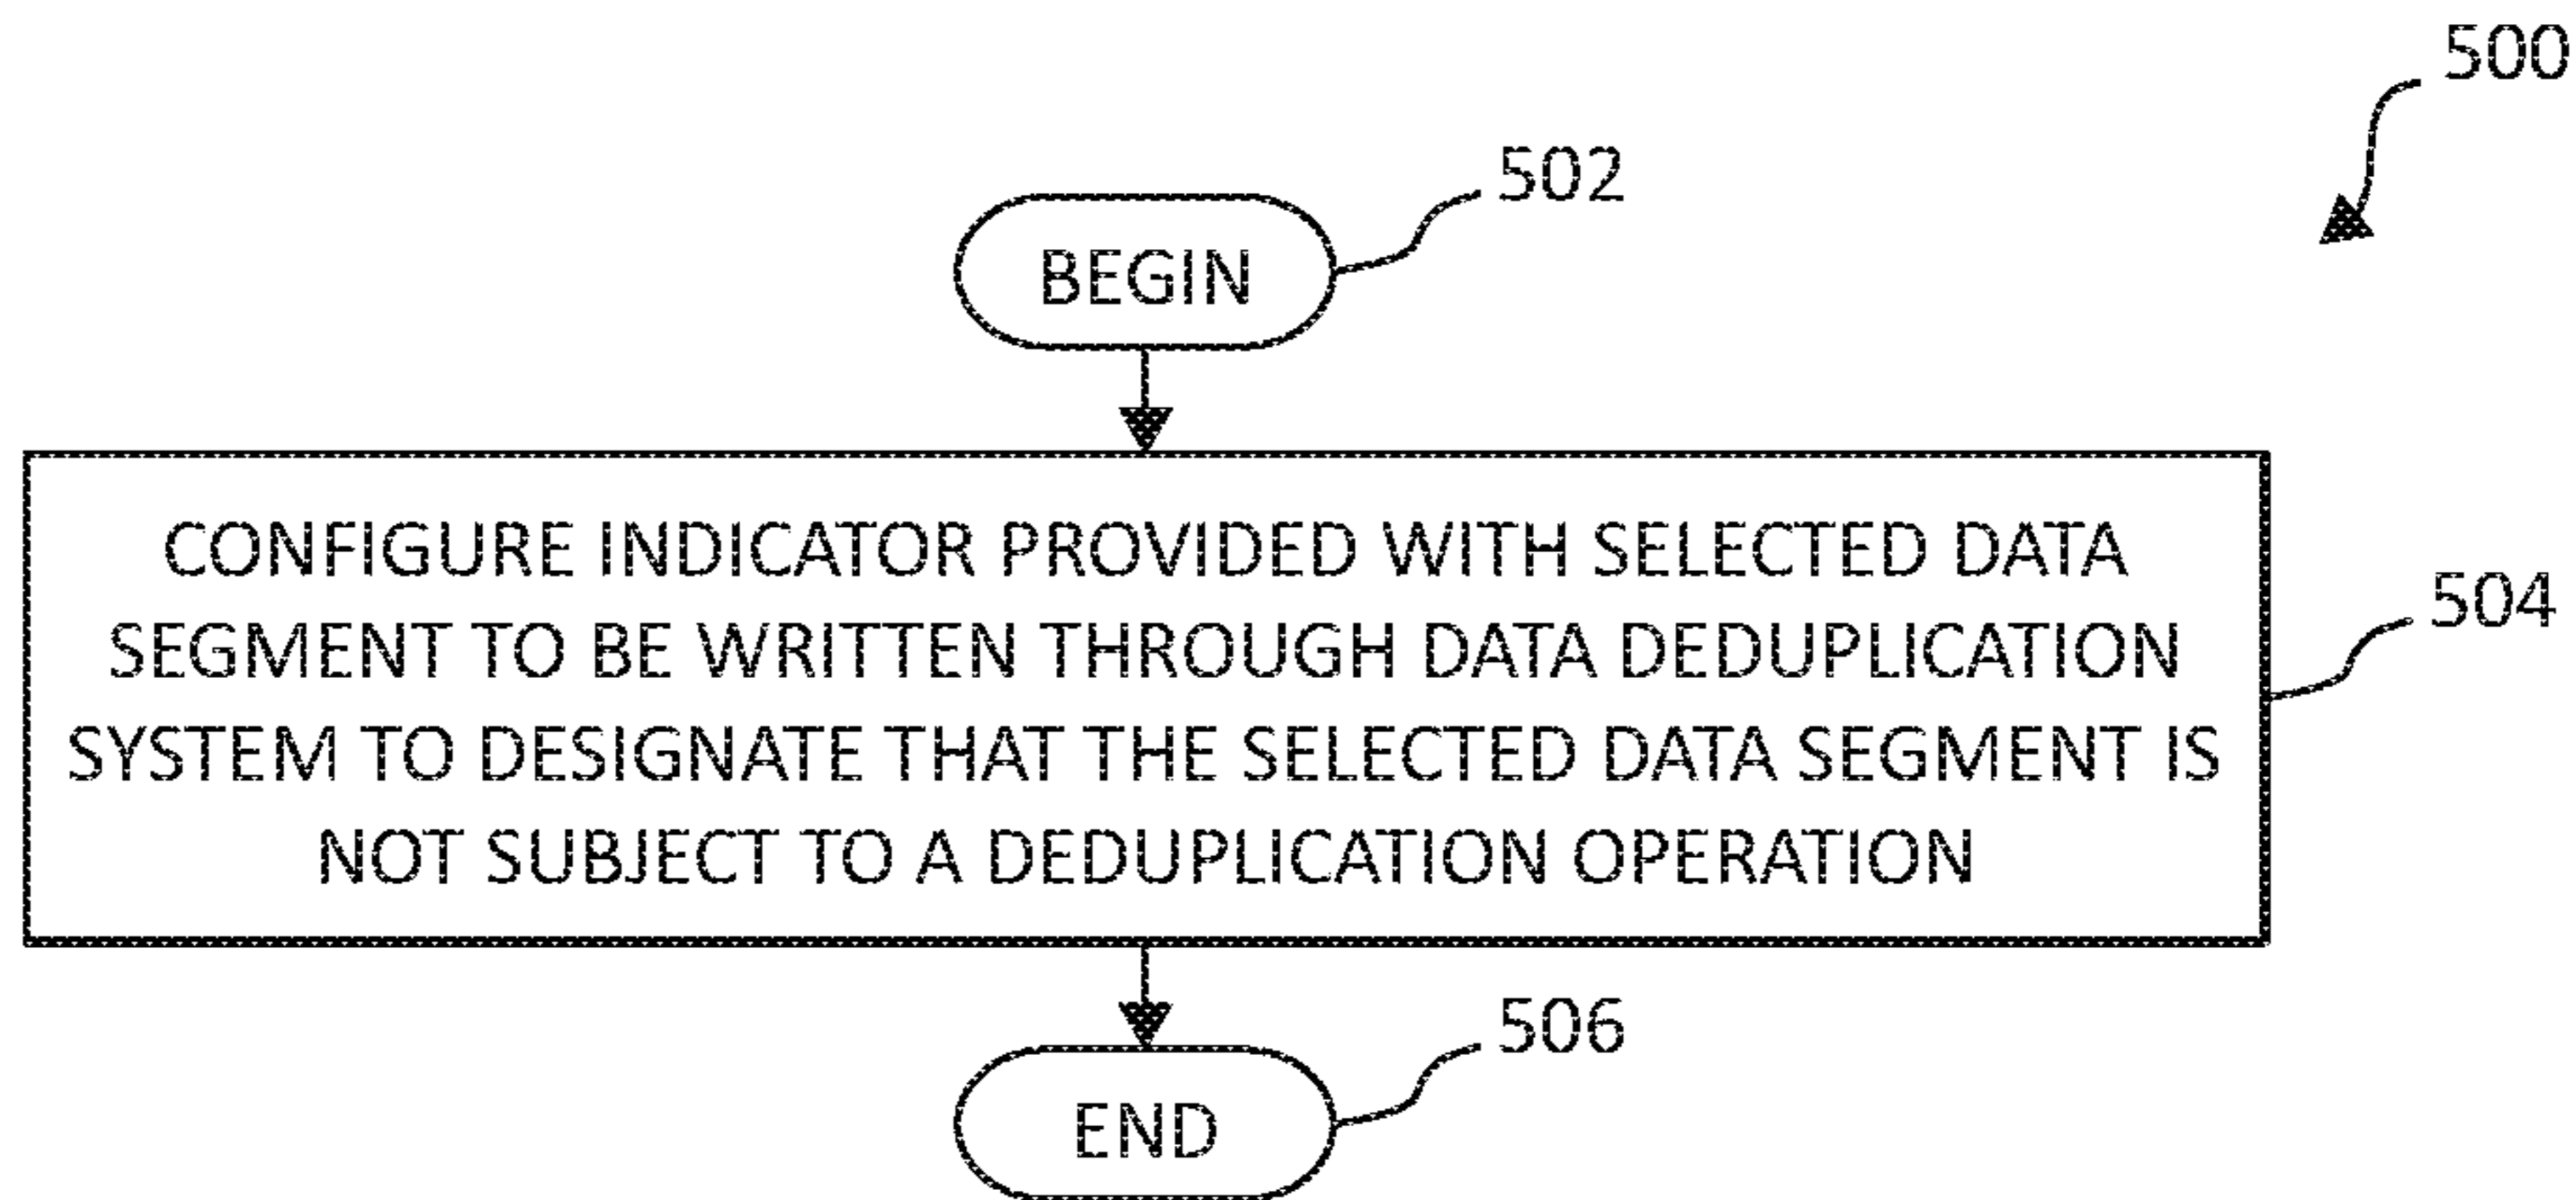 500
502
BEGIN
CONFIGURE INDICATOR PROVIDED WITH SELECTED DATA
SEGMENT TO BE WRITTEN THROUGH DATA DEDUPLICATION
SYSTEM TO DESIGNATE THAT THE SELECTED DATA SEGMENT IS
NOT SUBJECT TO A DEDUPLICATION OPERATION
504
506
END